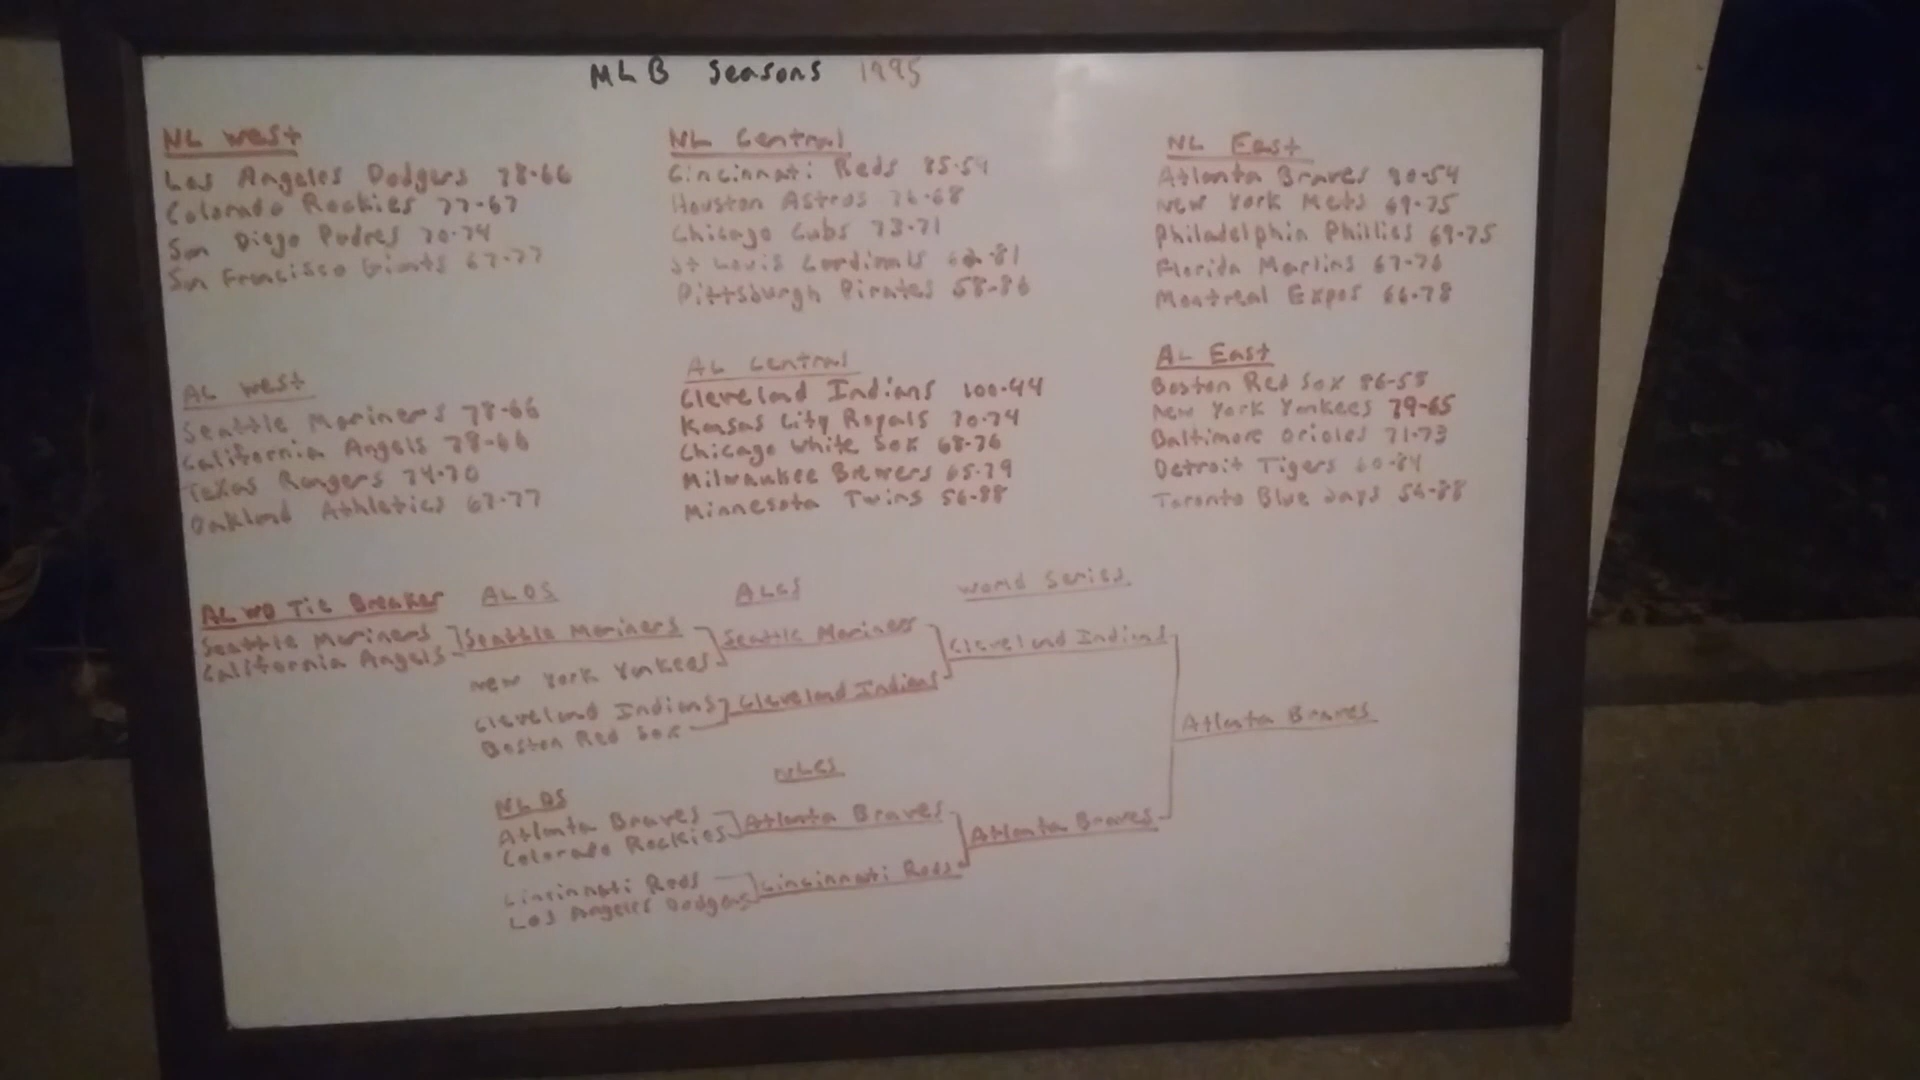 MLB Seasons 1995
NL West
Los Angeles Dodgers 78-66
Colorado Rockies 77-67
San Diego Padres 70-74
San Francisco Giants 67-77
NL Central
Cincinnati Reds 85-59
Houston Astros 76-68
Chicago Cubs 73-71
St Louis Cardinals 62-81
Pittsburgh Pirates 58-86
NL East
Atlanta Braves 90-54
New York Mets 69-75
Philadelphia Phillies 69-75
Florida Marlins 67-76
Montreal Expos 66-78
AL West
Seattle Mariners 78-66
California Angels 78-66
Texas Rangers 74-70
Oakland Athletics 67-77
AL Central
Cleveland Indians 100-44
Kansas City Royals 70-74
Chicago White Sox 68-76
Milwaukee Brewers 65-79
Minnesota Twins 56-88
AL East
Boston Red Sox 86-58
New York Yankees 79-65
Baltimore Orioles 71-73
Detroit Tigers 60-84
Toronto Blue Jays 56-88
AL WD Tie Breaker
Seattle Mariners
California Angels
ALDS
Seattle Mariners
New York Yankees
Cleveland Indians
Boston Red Sox
ALCS
Seattle Mariners
Cleveland Indians
World Series
Cleveland Indians
Atlanta Braves
Atlanta Braves
NLDS
Atlanta Braves
Colorado Rockies
Cincinnati Reds
Los Angeles Dodgers
NLCS
Atlanta Braves
Cincinnati Reds